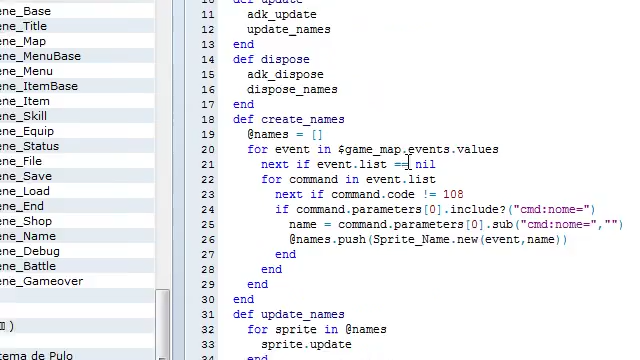 ene_Base
ene_Title
ene_Map
ene_MenuBase
ene_Menu
ene_ItemBase
ene_Item
ene_Skill
ene_Equip
ene_Status
ene_File
ene_Save
ene_Load
ene_End
ene_Shop
ene_Name
ene_Debug
ene_Battle
ene_Gameover
)
stema de Pulo
10 def update
11 adk_update
12 update_names
13 end
14 def dispose
15 adk_dispose
16 dispose_names
17 end
18 def create_names
19 @names = []
20 for event in $game_map.events.values
21 next if event.list == nil
22 for command in event.list
23 next if command.code != 108
24 if command.parameters[0].include?("cmd:nome=")
25 name = command.parameters[0].sub("cmd:nome=","")
26 @names.push(Sprite_Name.new(event,name))
27 end
28 end
29 end
30 end
31 def update_names
32 for sprite in @names
33 sprite.update
34 end